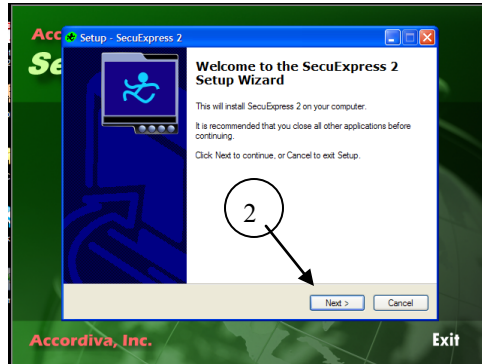 Acc
Setup - SecuExpress 2
Se
Welcome to the SecuExpress 2
Setup Wizard
This will install SecuExpress 2 on your computer.
It is recommended that you close all other applications before
continuing.
Click Next to continue, or Cancel to exit Setup.
2
Next >
Cancel
Accordiva, Inc.
Exit